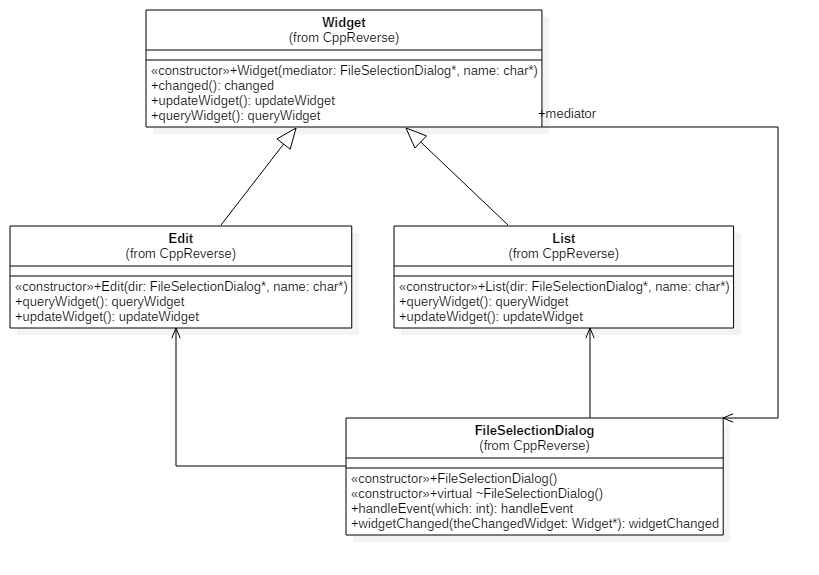 Widget
(from CppReverse)
«constructor»+Widget(mediator: FileSelectionDialog*, name: char*)
+changed(): changed
+updateWidget(): updateWidget
+queryWidget(): queryWidget
+mediator
Edit
(from CppReverse)
«constructor»+Edit(dir: FileSelectionDialog*, name: char*)
+queryWidget(): queryWidget
+updateWidget(): updateWidget
List
(from CppReverse)
«constructor»+List(dir: FileSelectionDialog*, name: char*)
+queryWidget(): queryWidget
+updateWidget(): updateWidget
FileSelectionDialog
(from CppReverse)
«constructor»+FileSelectionDialog()
«constructor»+virtual ~FileSelectionDialog()
+handleEvent(which: int): handleEvent
+widgetChanged(theChangedWidget: Widget*): widgetChanged